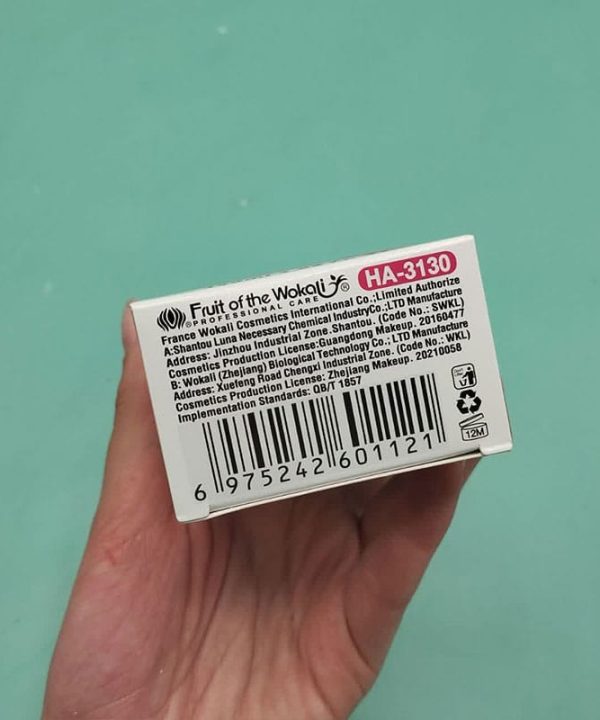 Fruit of the Wokali ® HA-3130
® PROFESSIONAL CARE
France Wokali Cosmetics International Co.;Limited Authorize
A:Shantou Luna Necessary Chemical IndustryCo.;LTD Manufacture
Address: Jinzhou Industrial Zone.Shantou. (Code No.: SWKL)
Cosmetics Production License:Guangdong Makeup. 20160477
B: Wokali (Zhejiang) Biological Technology Co.; LTD Manufacture
Address: Xuefeng Road Chengxi Industrial Zone. (Code No.: WKL)
Cosmetics Production License: Zhejiang Makeup. 20210058
Implementation Standards: QB/T 1857
6 975242 601121
12M